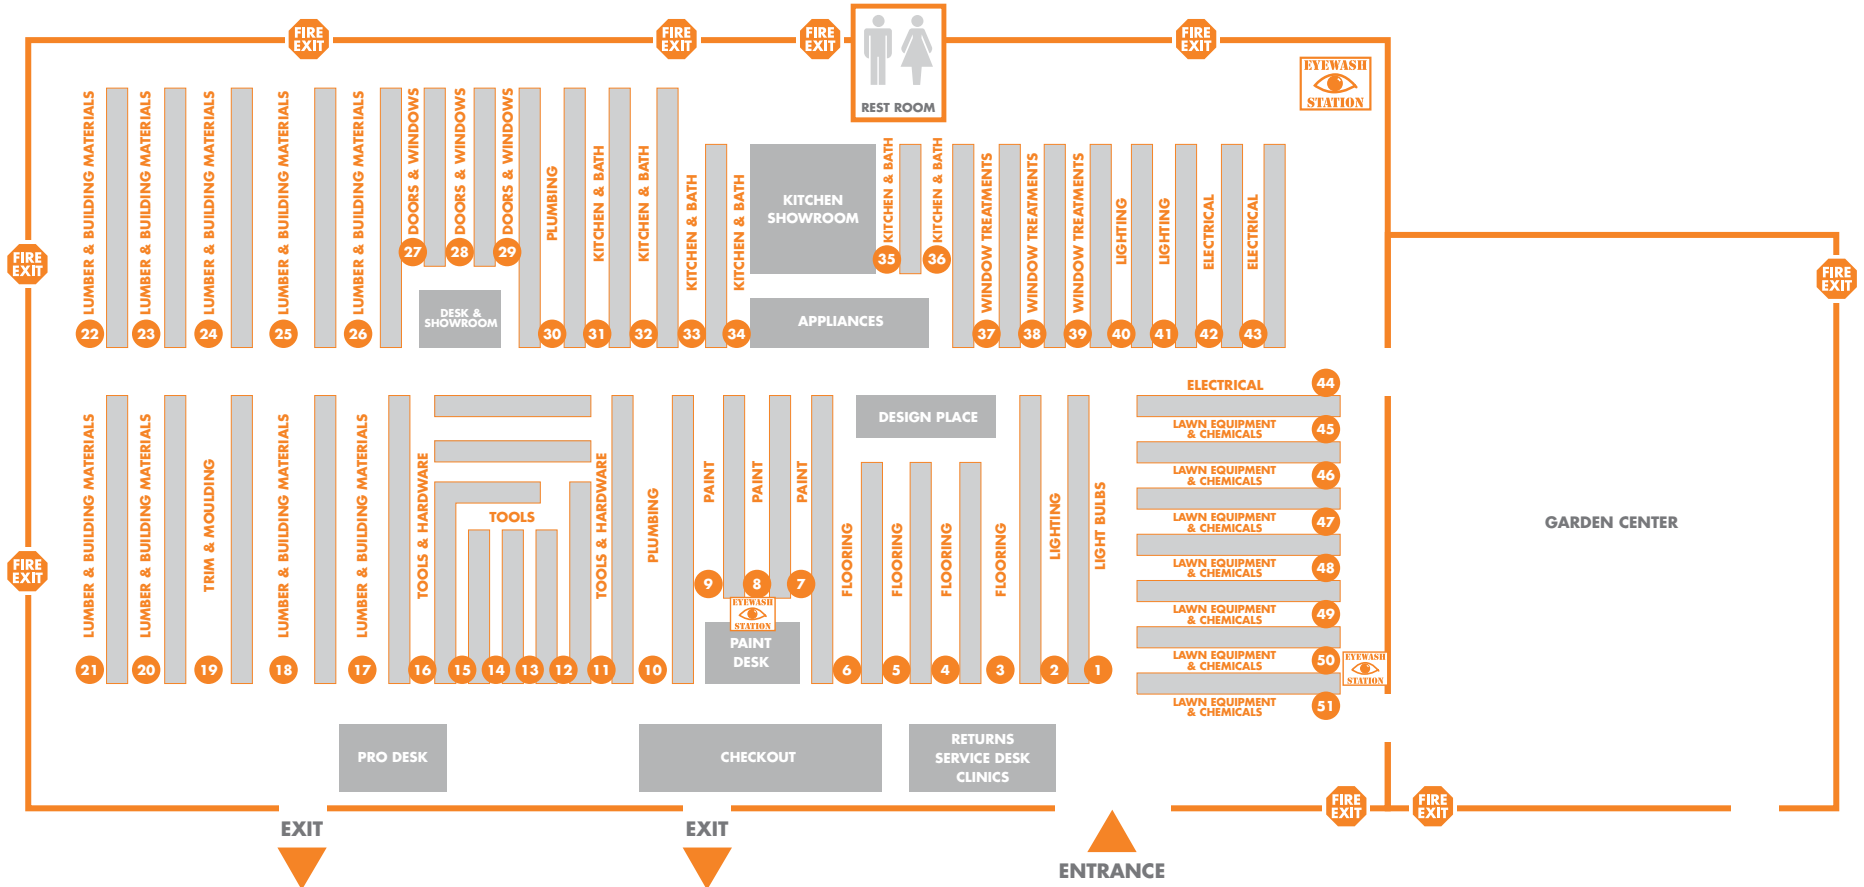 FIRE
EXIT
FIRE
EXIT
FIRE
EXIT
FIRE
EXIT
REST ROOM
EYEWASH
STATION
LUMBER & BUILDING MATERIALS
22
LUMBER & BUILDING MATERIALS
23
LUMBER & BUILDING MATERIALS
24
LUMBER & BUILDING MATERIALS
25
LUMBER & BUILDING MATERIALS
26
DOORS & WINDOWS
27
DOORS & WINDOWS
28
DOORS & WINDOWS
29
DESK &
SHOWROOM
PLUMBING
30
KITCHEN & BATH
31
KITCHEN & BATH
32
KITCHEN & BATH
33
KITCHEN & BATH
34
KITCHEN
SHOWROOM
APPLIANCES
KITCHEN & BATH
35
KITCHEN & BATH
36
WINDOW TREATMENTS
37
WINDOW TREATMENTS
38
WINDOW TREATMENTS
39
LIGHTING
40
LIGHTING
41
ELECTRICAL
42
ELECTRICAL
43
FIRE
EXIT
FIRE
EXIT
LUMBER & BUILDING MATERIALS
21
LUMBER & BUILDING MATERIALS
20
TRIM & MOULDING
19
LUMBER & BUILDING MATERIALS
18
LUMBER & BUILDING MATERIALS
17
TOOLS & HARDWARE
16
TOOLS
15
14
13
12
TOOLS & HARDWARE
11
PLUMBING
10
PAINT
9
PAINT
8
PAINT
7
EYEWASH
STATION
PAINT
DESK
FLOORING
6
FLOORING
5
FLOORING
4
FLOORING
3
DESIGN PLACE
LIGHTING
2
LIGHT BULBS
1
ELECTRICAL
44
LAWN EQUIPMENT
& CHEMICALS
45
LAWN EQUIPMENT
& CHEMICALS
46
LAWN EQUIPMENT
& CHEMICALS
47
LAWN EQUIPMENT
& CHEMICALS
48
LAWN EQUIPMENT
& CHEMICALS
49
LAWN EQUIPMENT
& CHEMICALS
50
LAWN EQUIPMENT
& CHEMICALS
51
EYEWASH
STATION
GARDEN CENTER
FIRE
EXIT
PRO DESK
CHECKOUT
RETURNS
SERVICE DESK
CLINICS
FIRE
EXIT
FIRE
EXIT
EXIT
EXIT
ENTRANCE